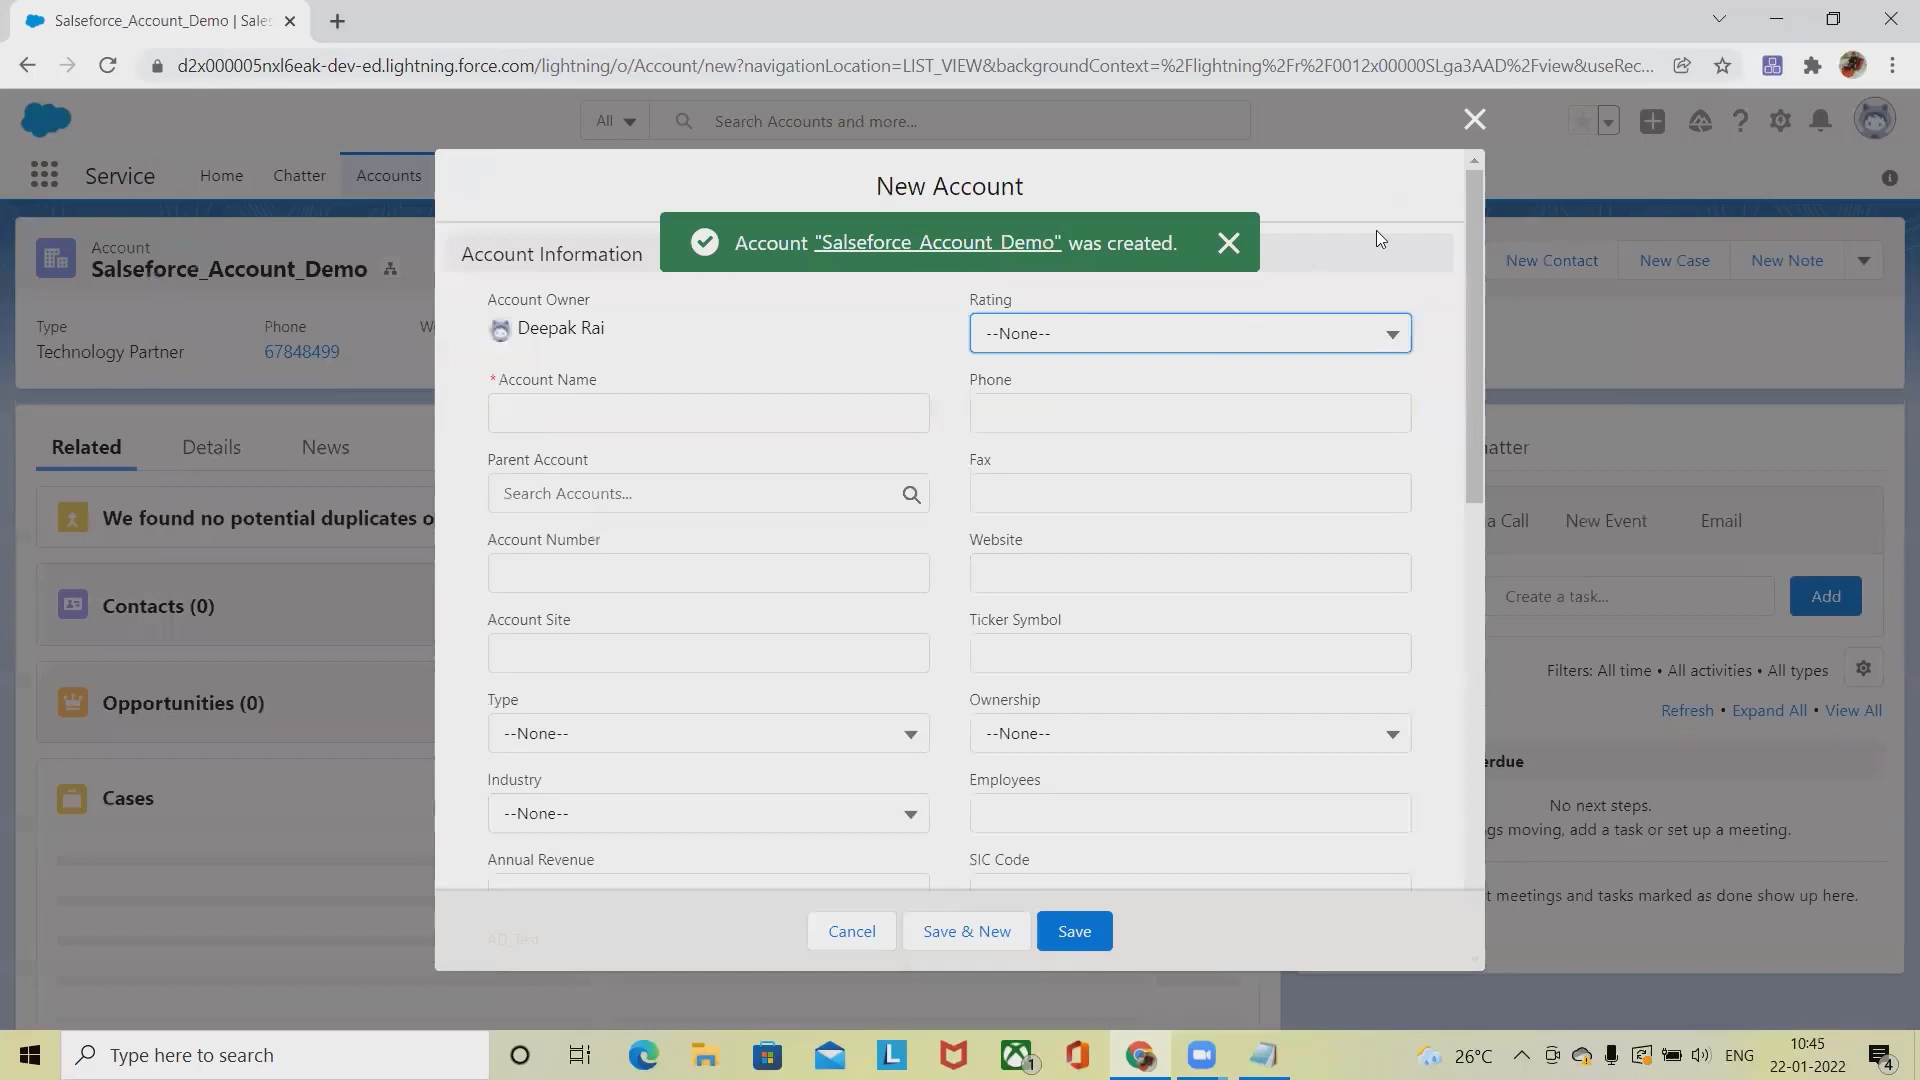 Salseforce_Account_Demo | Sales
d2x000005nxl6eak-dev-ed.lightning.force.com/lightning/o/Account/new?navigationLocation=LIST_VIEW&backgroundContext=%2Flightning%2Fr%2F0012x00000SLga3AAD%2Fview&useRec...
All
Search Accounts and more...
Service
Home
Chatter
Accounts
New Account
Account "Salseforce_Account_Demo" was created.
Account
Salseforce_Account_Demo
New Contact
New Case
New Note
Type
Technology Partner
Phone
67848499
W
Account Information
Account Owner
Deepak Rai
Rating
--None--
*Account Name
Phone
Parent Account
Search Accounts...
Fax
Account Number
Website
Account Site
Ticker Symbol
Type
--None--
Ownership
--None--
Industry
--None--
Employees
Annual Revenue
SIC Code
Cancel
Save & New
Save
Related
Details
News
We found no potential duplicates o
Contacts (0)
Opportunities (0)
Cases
atter
a Call
New Event
Email
Create a task...
Add
Filters: All time • All activities • All types
Refresh • Expand All • View All
erdue
No next steps.
gs moving, add a task or set up a meeting.
t meetings and tasks marked as done show up here.
Type here to search
1
26°C
ENG
10:45
22-01-2022
4